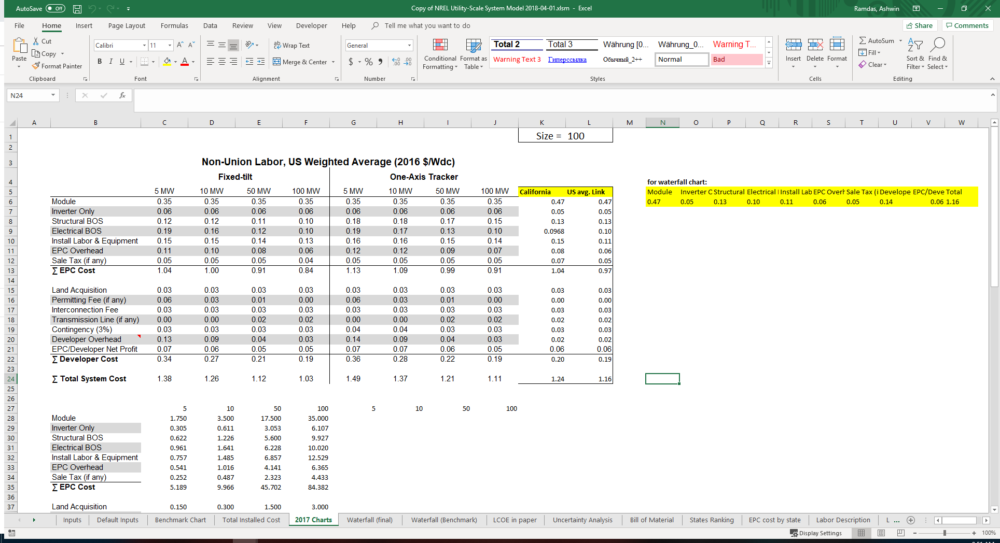 AutoSave Off Copy of NREL Utility-Scale System Model 2018-04-01.xlsm - Excel Ramdas, Ashwin
File Home Insert Page Layout Formulas Data Review View Developer Help Tell me what you want to do Share Comments
Paste Cut Copy Format Painter Clipboard
Calibri 11 B I U A Font
ab Wrap Text Merge & Center Alignment
General $ % Number
Conditional Formatting Format as Table
Total 2 Total 3 Währung [0... Währung_0... Warning T...
Warning Text 3 Гиперссылка Обычный_2++ Normal Bad
Styles
Insert Delete Format Cells
AutoSum Fill Clear Sort & Filter Find & Select Editing
N24 fx
A B C D E F G H I J K L M N O P Q R S T U V W
1 Size = 100
2
3 Non-Union Labor, US Weighted Average (2016 $/Wdc)
4 Fixed-tilt One-Axis Tracker for waterfall chart:
5 5 MW 10 MW 50 MW 100 MW 5 MW 10 MW 50 MW 100 MW California US avg. Link Module Inverter C Structural Electrical I Install Lab EPC Overh Sale Tax (i Develope EPC/Deve Total
6 Module 0.35 0.35 0.35 0.35 0.35 0.35 0.35 0.35 0.47 0.47 0.47 0.05 0.13 0.10 0.11 0.06 0.05 0.14 0.06 1.16
7 Inverter Only 0.06 0.06 0.06 0.06 0.06 0.06 0.06 0.06 0.05 0.05
8 Structural BOS 0.12 0.12 0.11 0.10 0.18 0.18 0.17 0.15 0.13 0.13
9 Electrical BOS 0.19 0.16 0.12 0.10 0.19 0.17 0.13 0.10 0.0968 0.10
10 Install Labor & Equipment 0.15 0.15 0.14 0.13 0.16 0.16 0.15 0.14 0.15 0.11
11 EPC Overhead 0.11 0.10 0.08 0.06 0.12 0.12 0.09 0.07 0.08 0.06
12 Sale Tax (if any) 0.05 0.05 0.05 0.04 0.05 0.05 0.05 0.05 0.07 0.05
13 ∑ EPC Cost 1.04 1.00 0.91 0.84 1.13 1.09 0.99 0.91 1.04 0.97
14
15 Land Acquisition 0.03 0.03 0.03 0.03 0.03 0.03 0.03 0.03 0.03 0.03
16 Permitting Fee (if any) 0.06 0.03 0.01 0.00 0.06 0.03 0.01 0.00 0.00 0.00
17 Interconnection Fee 0.03 0.03 0.03 0.03 0.03 0.03 0.03 0.03 0.03 0.03
18 Transmission Line (if any) 0.00 0.00 0.02 0.02 0.00 0.00 0.02 0.02 0.02 0.02
19 Contingency (3%) 0.03 0.03 0.03 0.03 0.04 0.04 0.03 0.03 0.03 0.03
20 Developer Overhead 0.13 0.09 0.04 0.03 0.14 0.09 0.04 0.03 0.02 0.02
21 EPC/Developer Net Profit 0.07 0.06 0.05 0.05 0.07 0.07 0.06 0.05 0.06 0.06
22 ∑ Developer Cost 0.34 0.27 0.21 0.19 0.36 0.28 0.22 0.19 0.20 0.19
23
24 ∑ Total System Cost 1.38 1.26 1.12 1.03 1.49 1.37 1.21 1.11 1.24 1.16
25
26
27 5 10 50 100 5 10 50 100
28 Module 1.750 3.500 17.500 35.000
29 Inverter Only 0.305 0.611 3.053 6.107
30 Structural BOS 0.622 1.226 5.600 9.927
31 Electrical BOS 0.961 1.641 6.228 10.020
32 Install Labor & Equipment 0.757 1.485 6.857 12.529
33 EPC Overhead 0.541 1.016 4.141 6.365
34 Sale Tax (if any) 0.252 0.487 2.323 4.433
35 ∑ EPC Cost 5.189 9.966 45.702 84.382
36
37 Land Acquisition 0.150 0.300 1.500 3.000
Inputs Default Inputs Benchmark Chart Total Installed Cost 2017 Charts Waterfall (final) Waterfall (Benchmark) LCOE in paper Uncertainty Analysis Bill of Material States Ranking EPC cost by state Labor Description L ...
Display Settings 100%